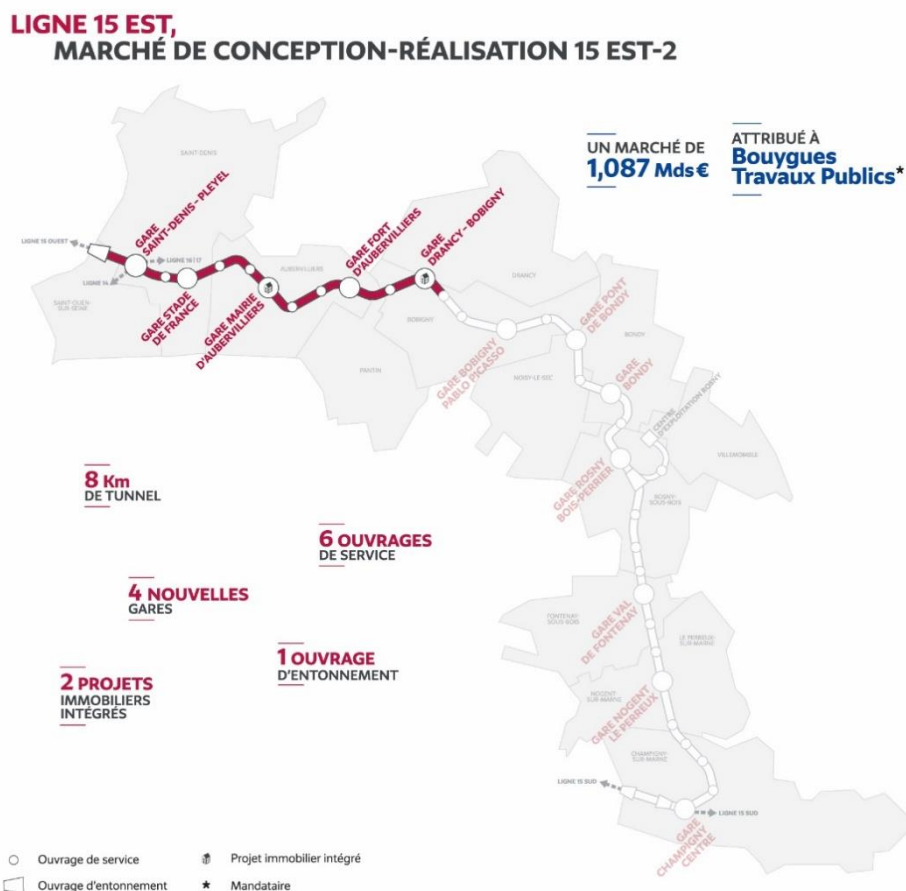 LIGNE 15 EST,
MARCHÉ DE CONCEPTION-RÉALISATION 15 EST-2
UN MARCHÉ DE
1,087 Mds €
ATTRIBUÉ À
Bouygues
Travaux Publics*
SAINT-DENIS
GARE
SAINT-DENIS - PLEYEL
LIGNE 15 OUEST
LIGNE 16 | 17
LIGNE 14
SAINT-OUEN-
SUR-SEINE
GARE STADE
DE FRANCE
AUBERVILLIERS
GARE MAIRIE
D'AUBERVILLIERS
GARE FORT
D'AUBERVILLIERS
GARE
DRANCY – BOBIGNY
DRANCY
BOBIGNY
PANTIN
GARE BOBIGNY
PABLO PICASSO
GARE PONT
DE BONDY
BONDY
NOISY-LE-SEC
GARE
BONDY
CENTRE
D'EXPLOITATION ROSNY
VILLEMOMBLE
GARE ROSNY
BOIS-PERRIER
ROSNY-
SOUS-BOIS
8 Km
DE TUNNEL
6 OUVRAGES
DE SERVICE
4 NOUVELLES
GARES
1 OUVRAGE
D'ENTONNEMENT
2 PROJETS
IMMOBILIERS
INTÉGRÉS
FONTENAY-
SOUS-BOIS
GARE VAL
DE FONTENAY
LE PERREUX-
SUR-MARNE
NOGENT-
SUR-MARNE
GARE NOGENT
LE PERREUX
CHAMPIGNY-
SUR-MARNE
LIGNE 15 SUD
LIGNE 15 SUD
GARE
CHAMPIGNY
CENTRE
Ouvrage de service
Projet immobilier intégré
Ouvrage d'entonnement
★ Mandataire